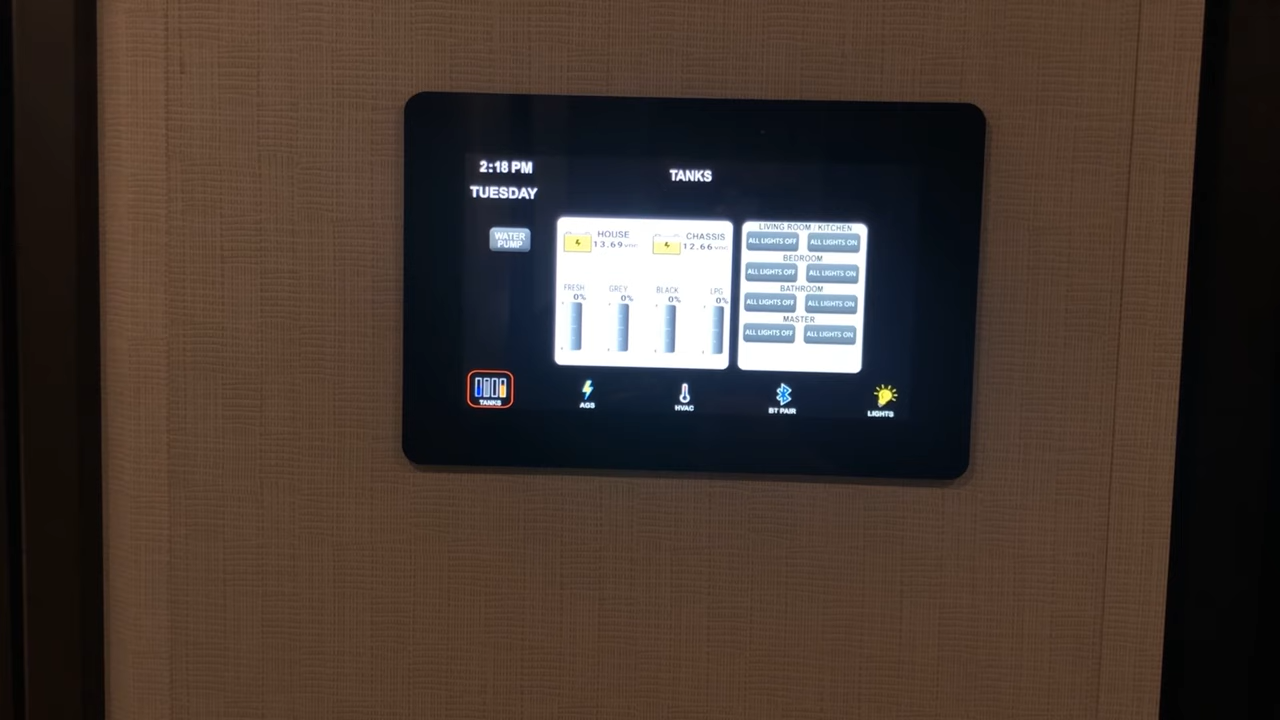 2:18 PM
TUESDAY
TANKS
WATER
PUMP
HOUSE
13.69 VDC
CHASSIS
12.66 VDC
FRESH
0%
GREY
0%
BLACK
0%
LPG
0%
LIVING ROOM / KITCHEN
ALL LIGHTS OFF
ALL LIGHTS ON
BEDROOM
ALL LIGHTS OFF
ALL LIGHTS ON
BATHROOM
ALL LIGHTS OFF
ALL LIGHTS ON
MASTER
ALL LIGHTS OFF
ALL LIGHTS ON
TANKS
AGS
HVAC
BT PAIR
LIGHTS